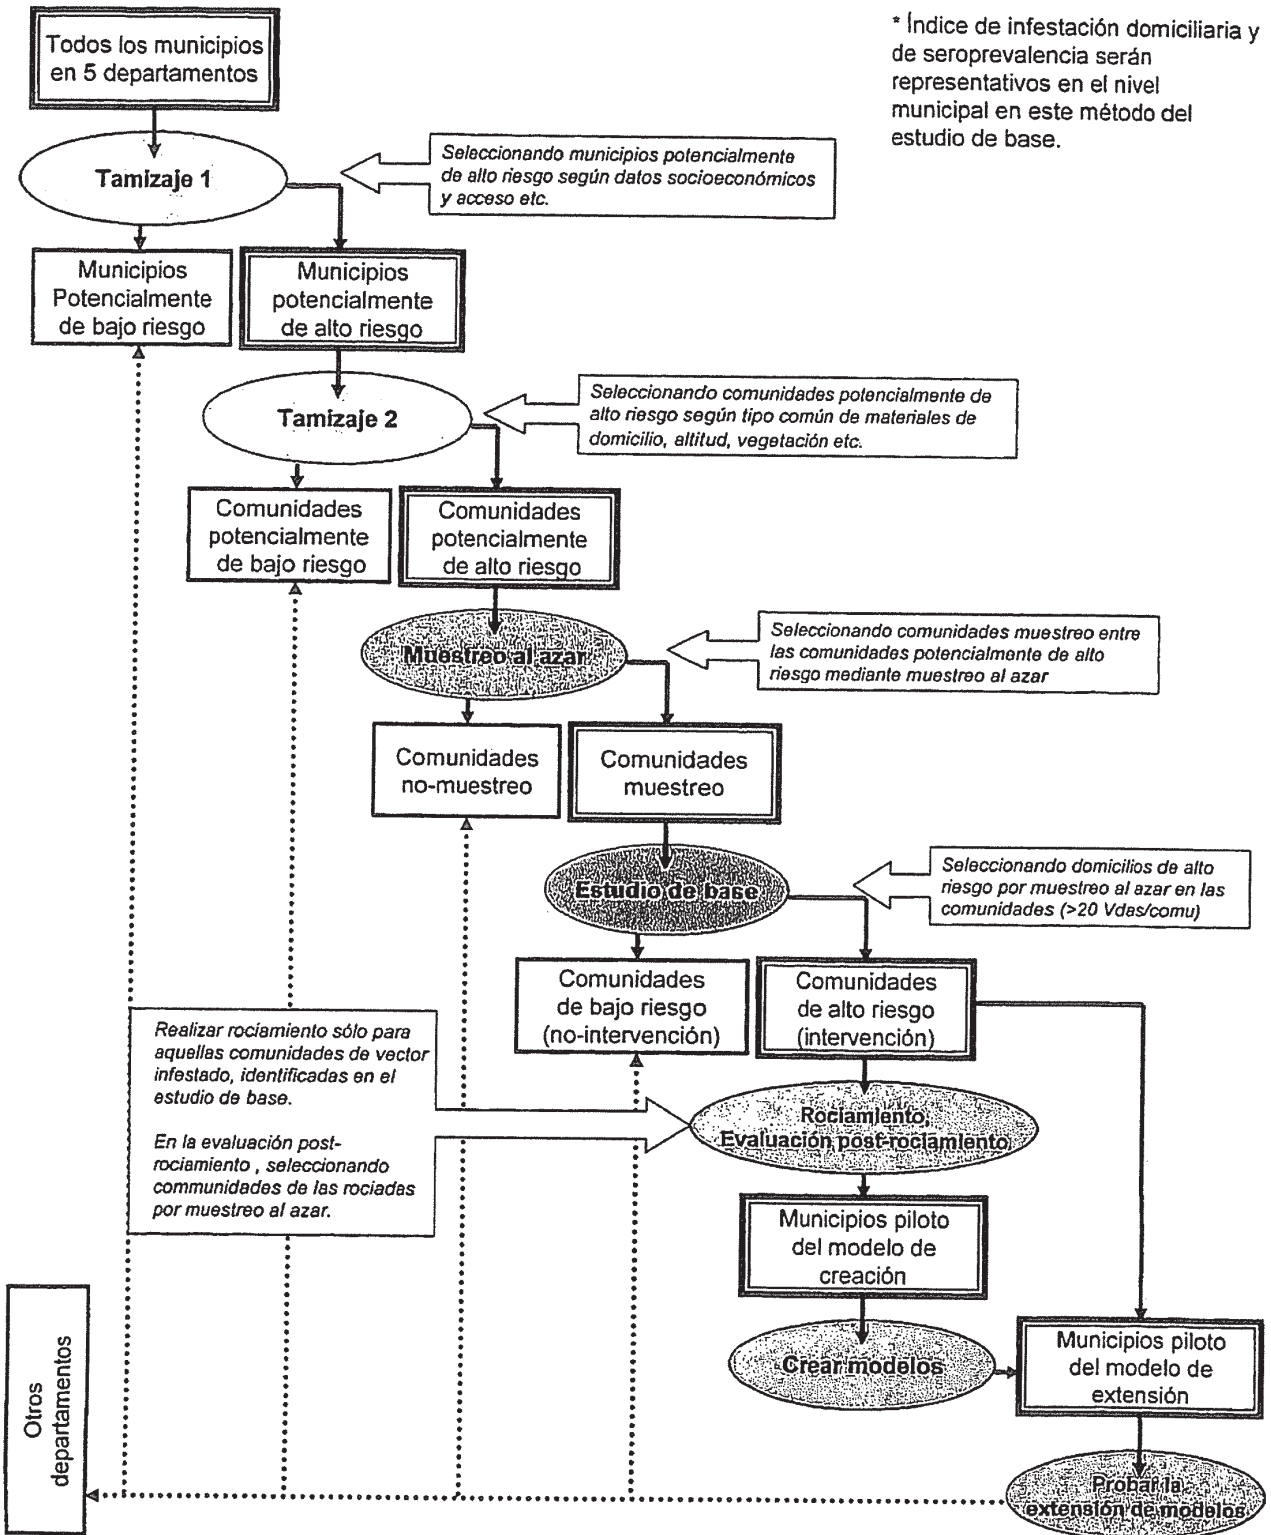 * Índice de infestación domiciliaria y
de seroprevalencia serán
representativos en el nivel
municipal en este método del
estudio de base.
Todos los municipios
en 5 departamentos
Tamizaje 1
Seleccionando municipios potencialmente
de alto riesgo según datos socioeconómicos
y acceso etc.
Municipios
Potencialmente
de bajo riesgo
Municipios
potencialmente
de alto riesgo
Tamizaje 2
Seleccionando comunidades potencialmente de
alto riesgo según tipo común de materiales de
domicilio, altitud, vegetación etc.
Comunidades
potencialmente
de bajo riesgo
Comunidades
potencialmente
de alto riesgo
Muestreo al azar
Seleccionando comunidades muestreo entre
las comunidades potencialmente de alto
riesgo mediante muestreo al azar
Comunidades
no-muestreo
Comunidades
muestreo
Estudio de base
Seleccionando domicilios de alto
riesgo por muestreo al azar en las
comunidades (>20 Vdas/comu)
Comunidades
de bajo riesgo
(no-intervención)
Comunidades
de alto riesgo
(intervención)
Realizar rociamiento sólo para
aquellas comunidades de vector
infestado, identificadas en el
estudio de base.
En la evaluación post-
rociamiento , seleccionando
communidades de las rociadas
por muestreo al azar.
Rociamiento,
Evaluación post-rociamiento
Municipios piloto
del modelo de
creación
Crear modelos
Municipios piloto
del modelo de
extensión
Otros
departamentos
Probar la
extensión de modelos